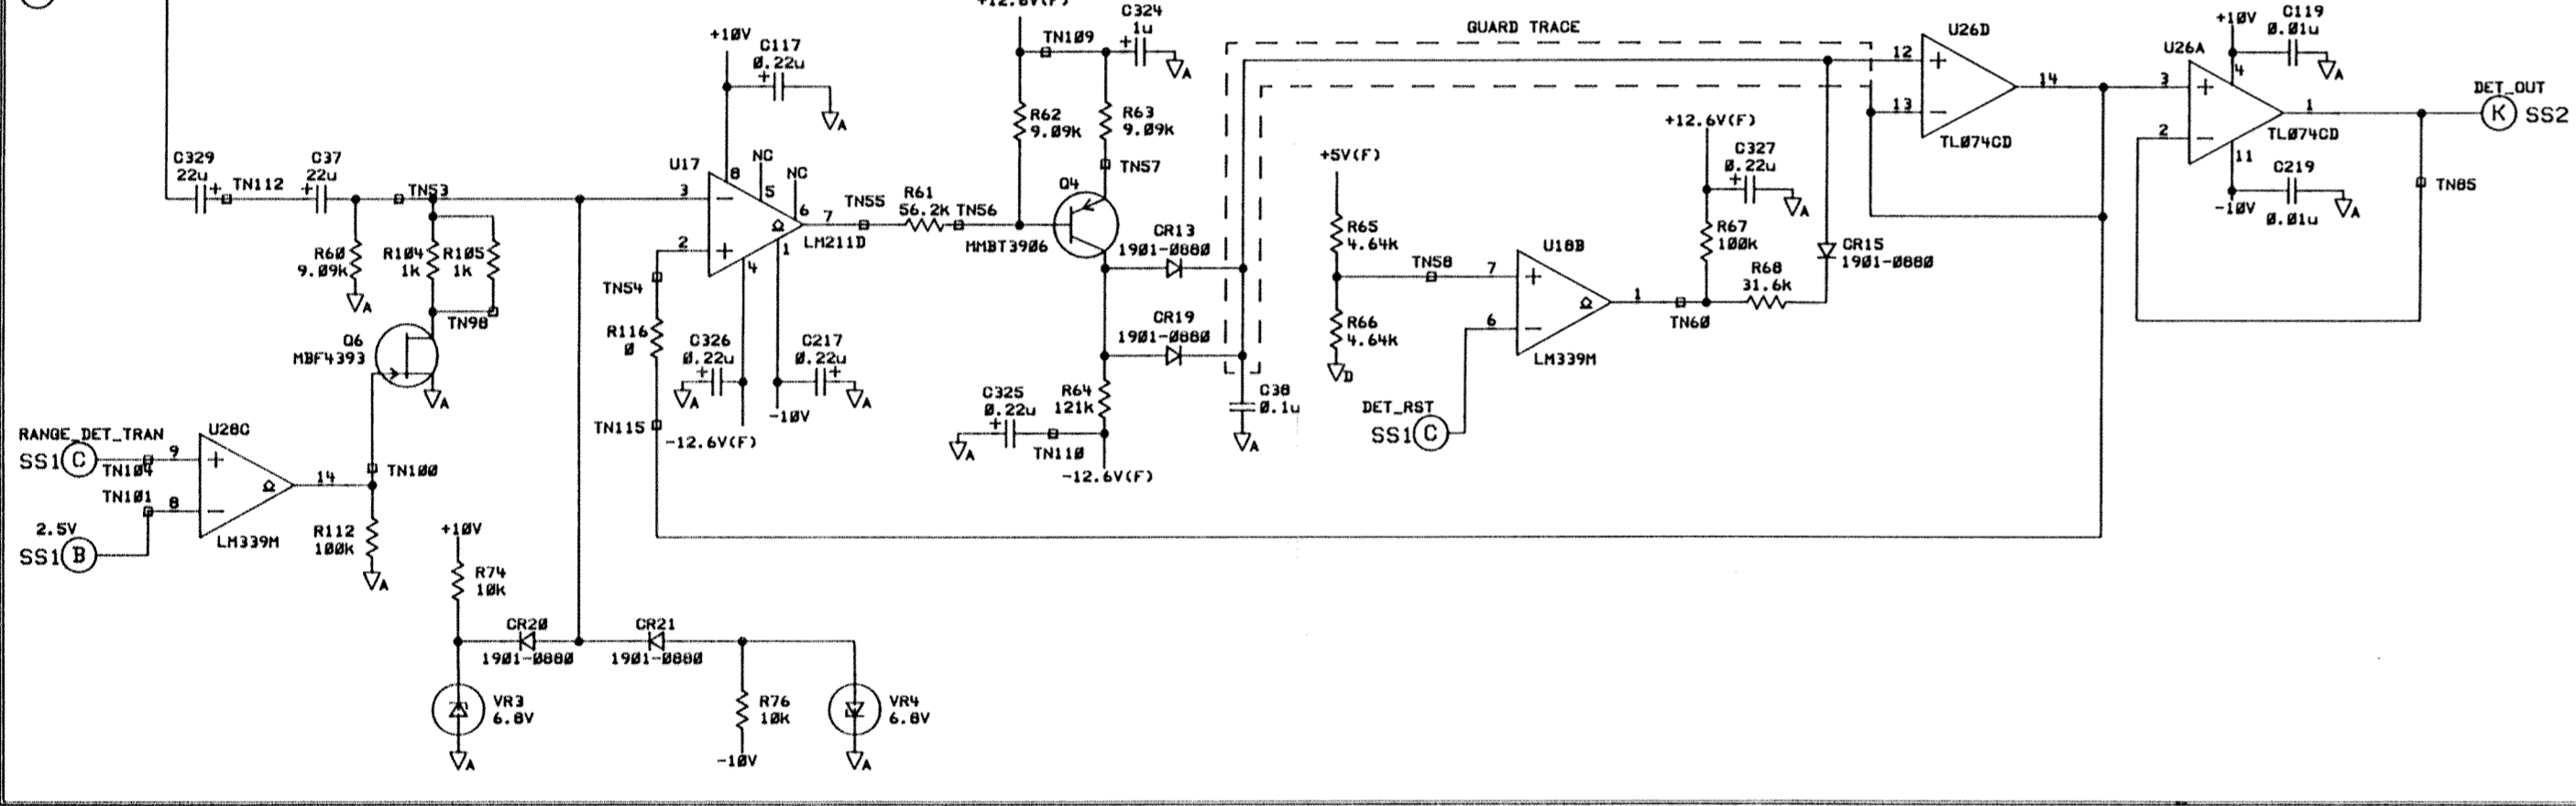 +12.6V(F)
C324
1u
TN109
A
GUARD TRACE
U26D
12
+
13
−
14
TL074CD
+10V
C119
0.01u
A
U26A
4
3
+
2
−
1
11
TL074CD
DET_OUT
K
SS2
C219
0.01u
A
-10V
TN85
+10V
C117
0.22u
A
R62
9.09k
R63
9.09k
TN57
C329
22u
TN112
C37
22u
TN53
U17
NC
NC
8
5
6
3
−
7
2
+
4
1
Ω
LM211D
TN55
R61
56.2k
TN56
Q4
MMBT3906
CR13
1901-0880
CR19
1901-0880
+5V(F)
R65
4.64k
R66
4.64k
D
TN58
U18B
7
+
6
−
Ω
1
LM339M
+12.6V(F)
C327
0.22u
A
R67
100k
R68
31.6k
CR15
1901-0880
TN60
R60
9.09k
A
R104
1k
R105
1k
TN98
TN54
R116
0
TN115
C326
0.22u
A
C217
0.22u
A
-10V
-12.6V(F)
C325
0.22u
A
R64
121k
TN110
-12.6V(F)
C38
0.1u
A
DET_RST
SS1
C
Q6
MBF4393
A
RANGE_DET_TRAN
SS1
C
TN104
9
TN101
8
U28C
+
−
Ω
14
LM339M
TN100
2.5V
SS1
B
R112
100k
A
+10V
R74
10k
CR20
1901-0880
CR21
1901-0880
VR3
6.8V
A
R76
10k
-10V
VR4
6.8V
A